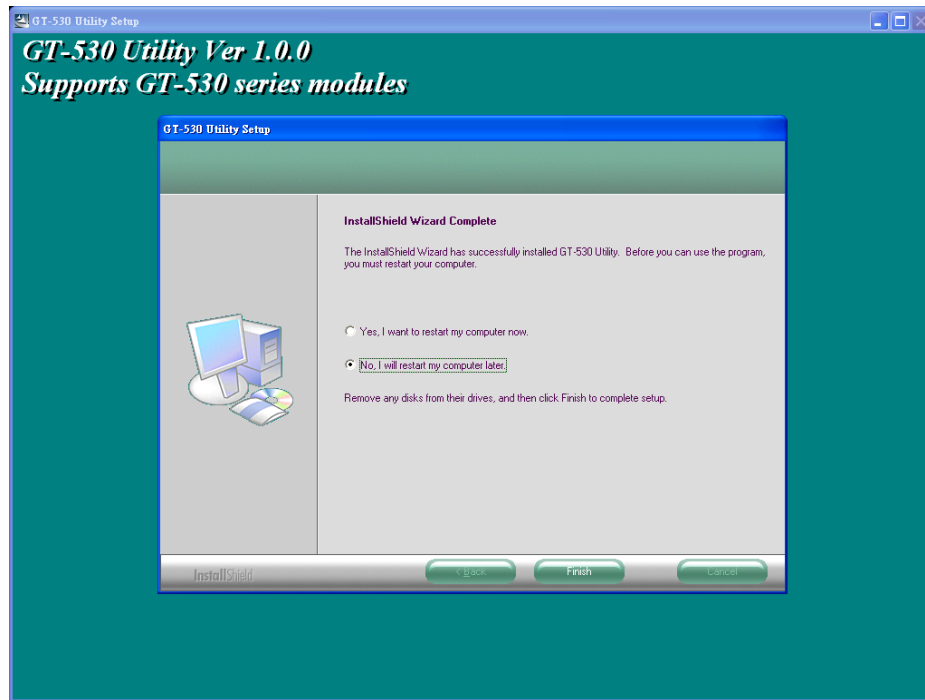 GT-530 Utility Setup
GT-530 Utility Ver 1.0.0
Supports GT-530 series modules
GT-530 Utility Setup
InstallShield Wizard Complete
The InstallShield Wizard has successfully installed GT-530 Utility. Before you can use the program,
you must restart your computer.
Yes, I want to restart my computer now.
No, I will restart my computer later.
Remove any disks from their drives, and then click Finish to complete setup.
InstallShield
< Back
Finish
Cancel